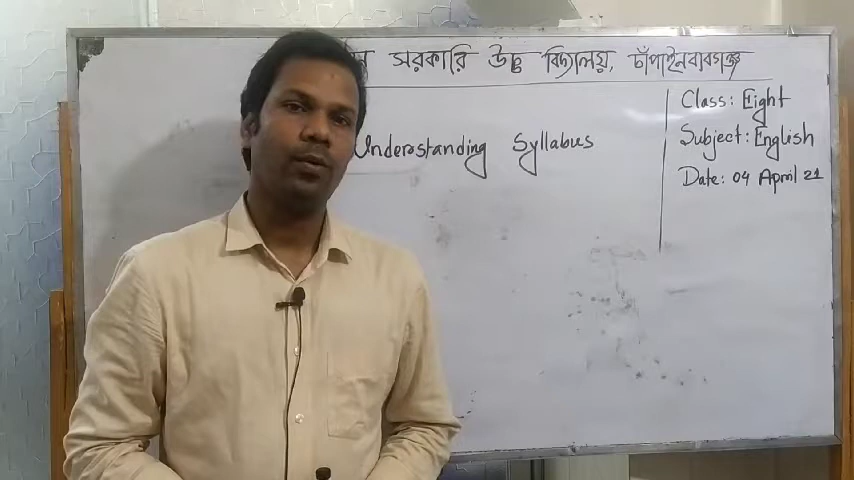 সরকারি উচ্চ বিদ্যালয়, চাঁপাইনবাবগঞ্জ
Class: Eight
Understanding Syllabus
Subject: English
Date: 04 April 21